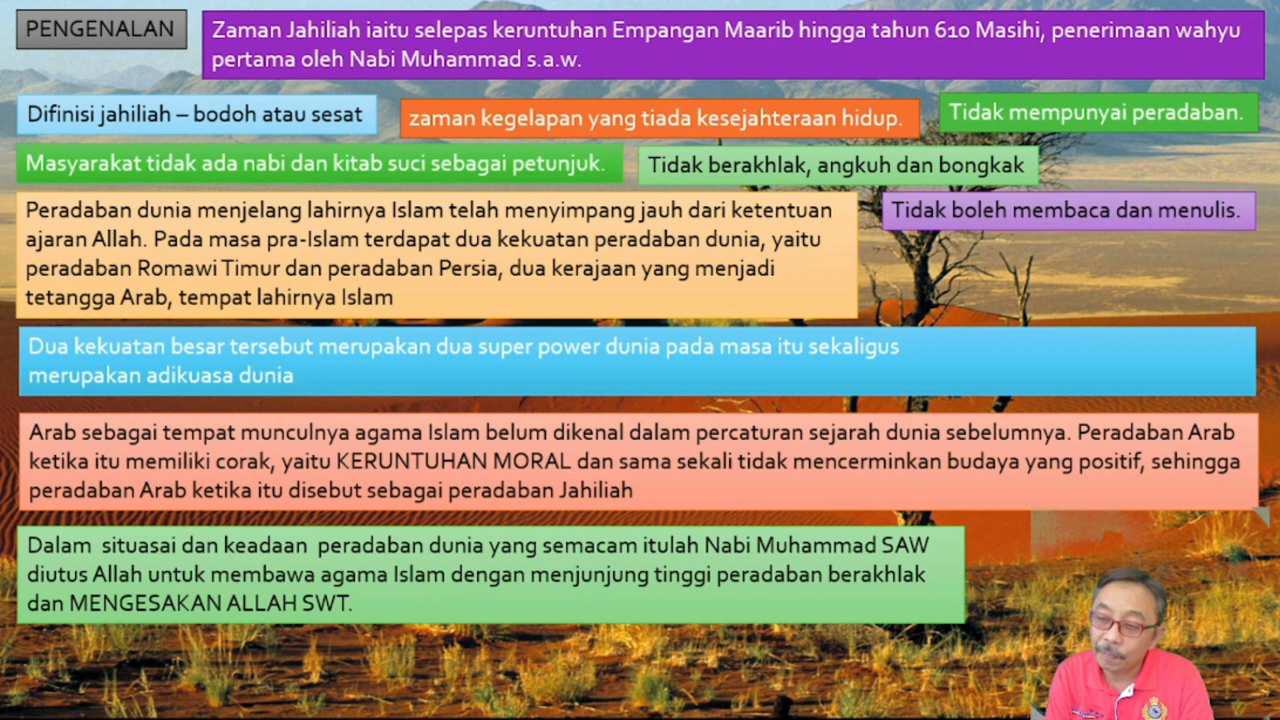 PENGENALAN
Zaman Jahiliah iaitu selepas keruntuhan Empangan Maarib hingga tahun 610 Masihi, penerimaan wahyu
pertama oleh Nabi Muhammad s.a.w.
Difinisi jahiliah – bodoh atau sesat
zaman kegelapan yang tiada kesejahteraan hidup.
Tidak mempunyai peradaban.
Masyarakat tidak ada nabi dan kitab suci sebagai petunjuk.
Tidak berakhlak, angkuh dan bongkak
Peradaban dunia menjelang lahirnya Islam telah menyimpang jauh dari ketentuan
ajaran Allah. Pada masa pra-Islam terdapat dua kekuatan peradaban dunia, yaitu
peradaban Romawi Timur dan peradaban Persia, dua kerajaan yang menjadi
tetangga Arab, tempat lahirnya Islam
Tidak boleh membaca dan menulis.
Dua kekuatan besar tersebut merupakan dua super power dunia pada masa itu sekaligus
merupakan adikuasa dunia
Arab sebagai tempat munculnya agama Islam belum dikenal dalam percaturan sejarah dunia sebelumnya. Peradaban Arab
ketika itu memiliki corak, yaitu KERUNTUHAN MORAL dan sama sekali tidak mencerminkan budaya yang positif, sehingga
peradaban Arab ketika itu disebut sebagai peradaban Jahiliah
Dalam situasai dan keadaan peradaban dunia yang semacam itulah Nabi Muhammad SAW
diutus Allah untuk membawa agama Islam dengan menjunjung tinggi peradaban berakhlak
dan MENGESAKAN ALLAH SWT.